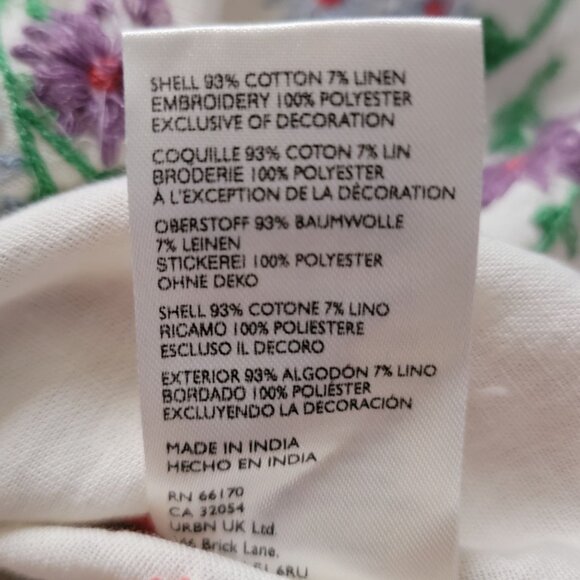 SHELL 93% COTTON 7% LINEN
EMBROIDERY 100% POLYESTER
EXCLUSIVE OF DECORATION
COQUILLE 93% COTON 7% LIN
BRODERIE 100% POLYESTER
À L'EXCEPTION DE LA DÉCORATION
OBERSTOFF 93% BAUMWOLLE
7% LEINEN
STICKEREI 100% POLYESTER
OHNE DEKO
SHELL 93% COTONE 7% LINO
RICAMO 100% POLIESTERE
ESCLUSO IL DECORO
EXTERIOR 93% ALGODÓN 7% LINO
BORDADO 100% POLIÉSTER
EXCLUYENDO LA DECORACIÓN
MADE IN INDIA
HECHO EN INDIA
RN 66170
CA 32054
URBN UK Ltd.
Brick Lane,
6RU